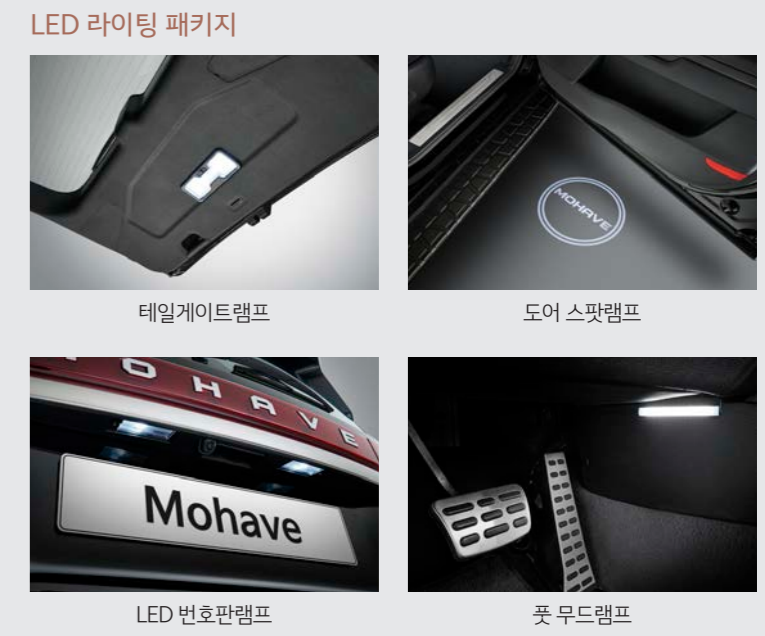 LED 라이팅 패키지
MOHAVE
테일게이트램프
도어 스팟램프
MOHAVE
Mohave
LED 번호판램프
풋 무드램프